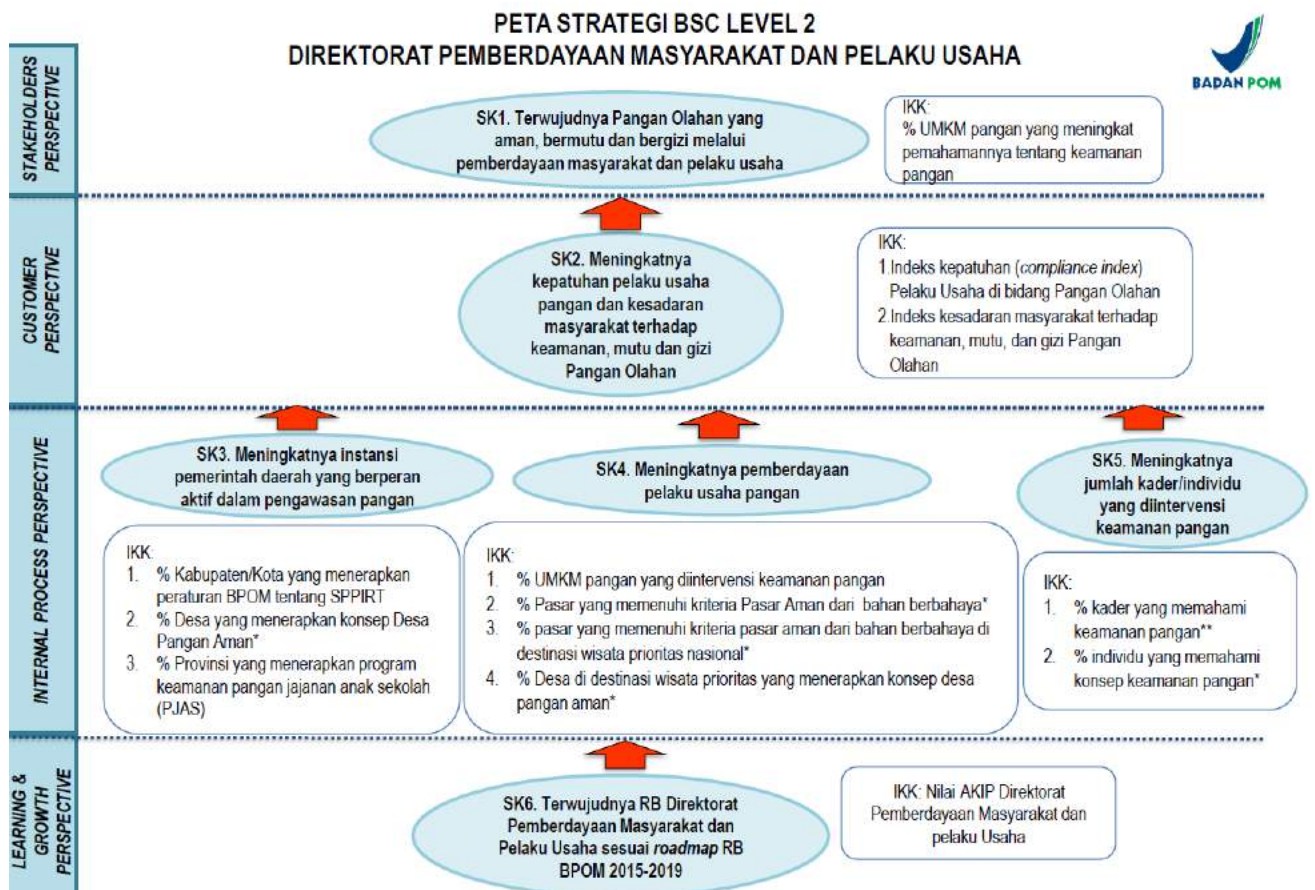 PETA STRATEGI BSC LEVEL 2
DIREKTORAT PEMBERDAYAAN MASYARAKAT DAN PELAKU USAHA
BADAN POM
STAKEHOLDERS
PERSPECTIVE
SK1. Terwujudnya Pangan Olahan yang
aman, bermutu dan bergizi melalui
pemberdayaan masyarakat dan pelaku usaha
IKK:
% UMKM pangan yang meningkat
pemahamannya tentang keamanan
pangan
CUSTOMER
PERSPECTIVE
SK2. Meningkatnya
kepatuhan pelaku usaha
pangan dan kesadaran
masyarakat terhadap
keamanan, mutu dan gizi
Pangan Olahan
IKK:
1.Indeks kepatuhan (compliance index)
Pelaku Usaha di bidang Pangan Olahan
2.Indeks kesadaran masyarakat terhadap
keamanan, mutu, dan gizi Pangan
Olahan
INTERNAL PROCESS PERSPECTIVE
SK3. Meningkatnya instansi
pemerintah daerah yang berperan
aktif dalam pengawasan pangan
IKK:
1. % Kabupaten/Kota yang menerapkan
peraturan BPOM tentang SPPIRT
2. % Desa yang menerapkan konsep Desa
Pangan Aman*
3. % Provinsi yang menerapkan program
keamanan pangan jajanan anak sekolah
(PJAS)
SK4. Meningkatnya pemberdayaan
pelaku usaha pangan
IKK:
1. % UMKM pangan yang diintervensi keamanan pangan
2. % Pasar yang memenuhi kriteria Pasar Aman dari bahan berbahaya*
3. % pasar yang memenuhi kriteria pasar aman dari bahan berbahaya di
destinasi wisata prioritas nasional*
4. % Desa di destinasi wisata prioritas yang menerapkan konsep desa
pangan aman*
SK5. Meningkatnya
jumlah kader/individu
yang diintervensi
keamanan pangan
IKK:
1. % kader yang memahami
keamanan pangan**
2. % individu yang memahami
konsep keamanan pangan*
LEARNING &
GROWTH
PERSPECTIVE
SK6. Terwujudnya RB Direktorat
Pemberdayaan Masyarakat dan
Pelaku Usaha sesuai roadmap RB
BPOM 2015-2019
IKK: Nilai AKIP Direktorat
Pemberdayaan Masyarakat dan
pelaku Usaha